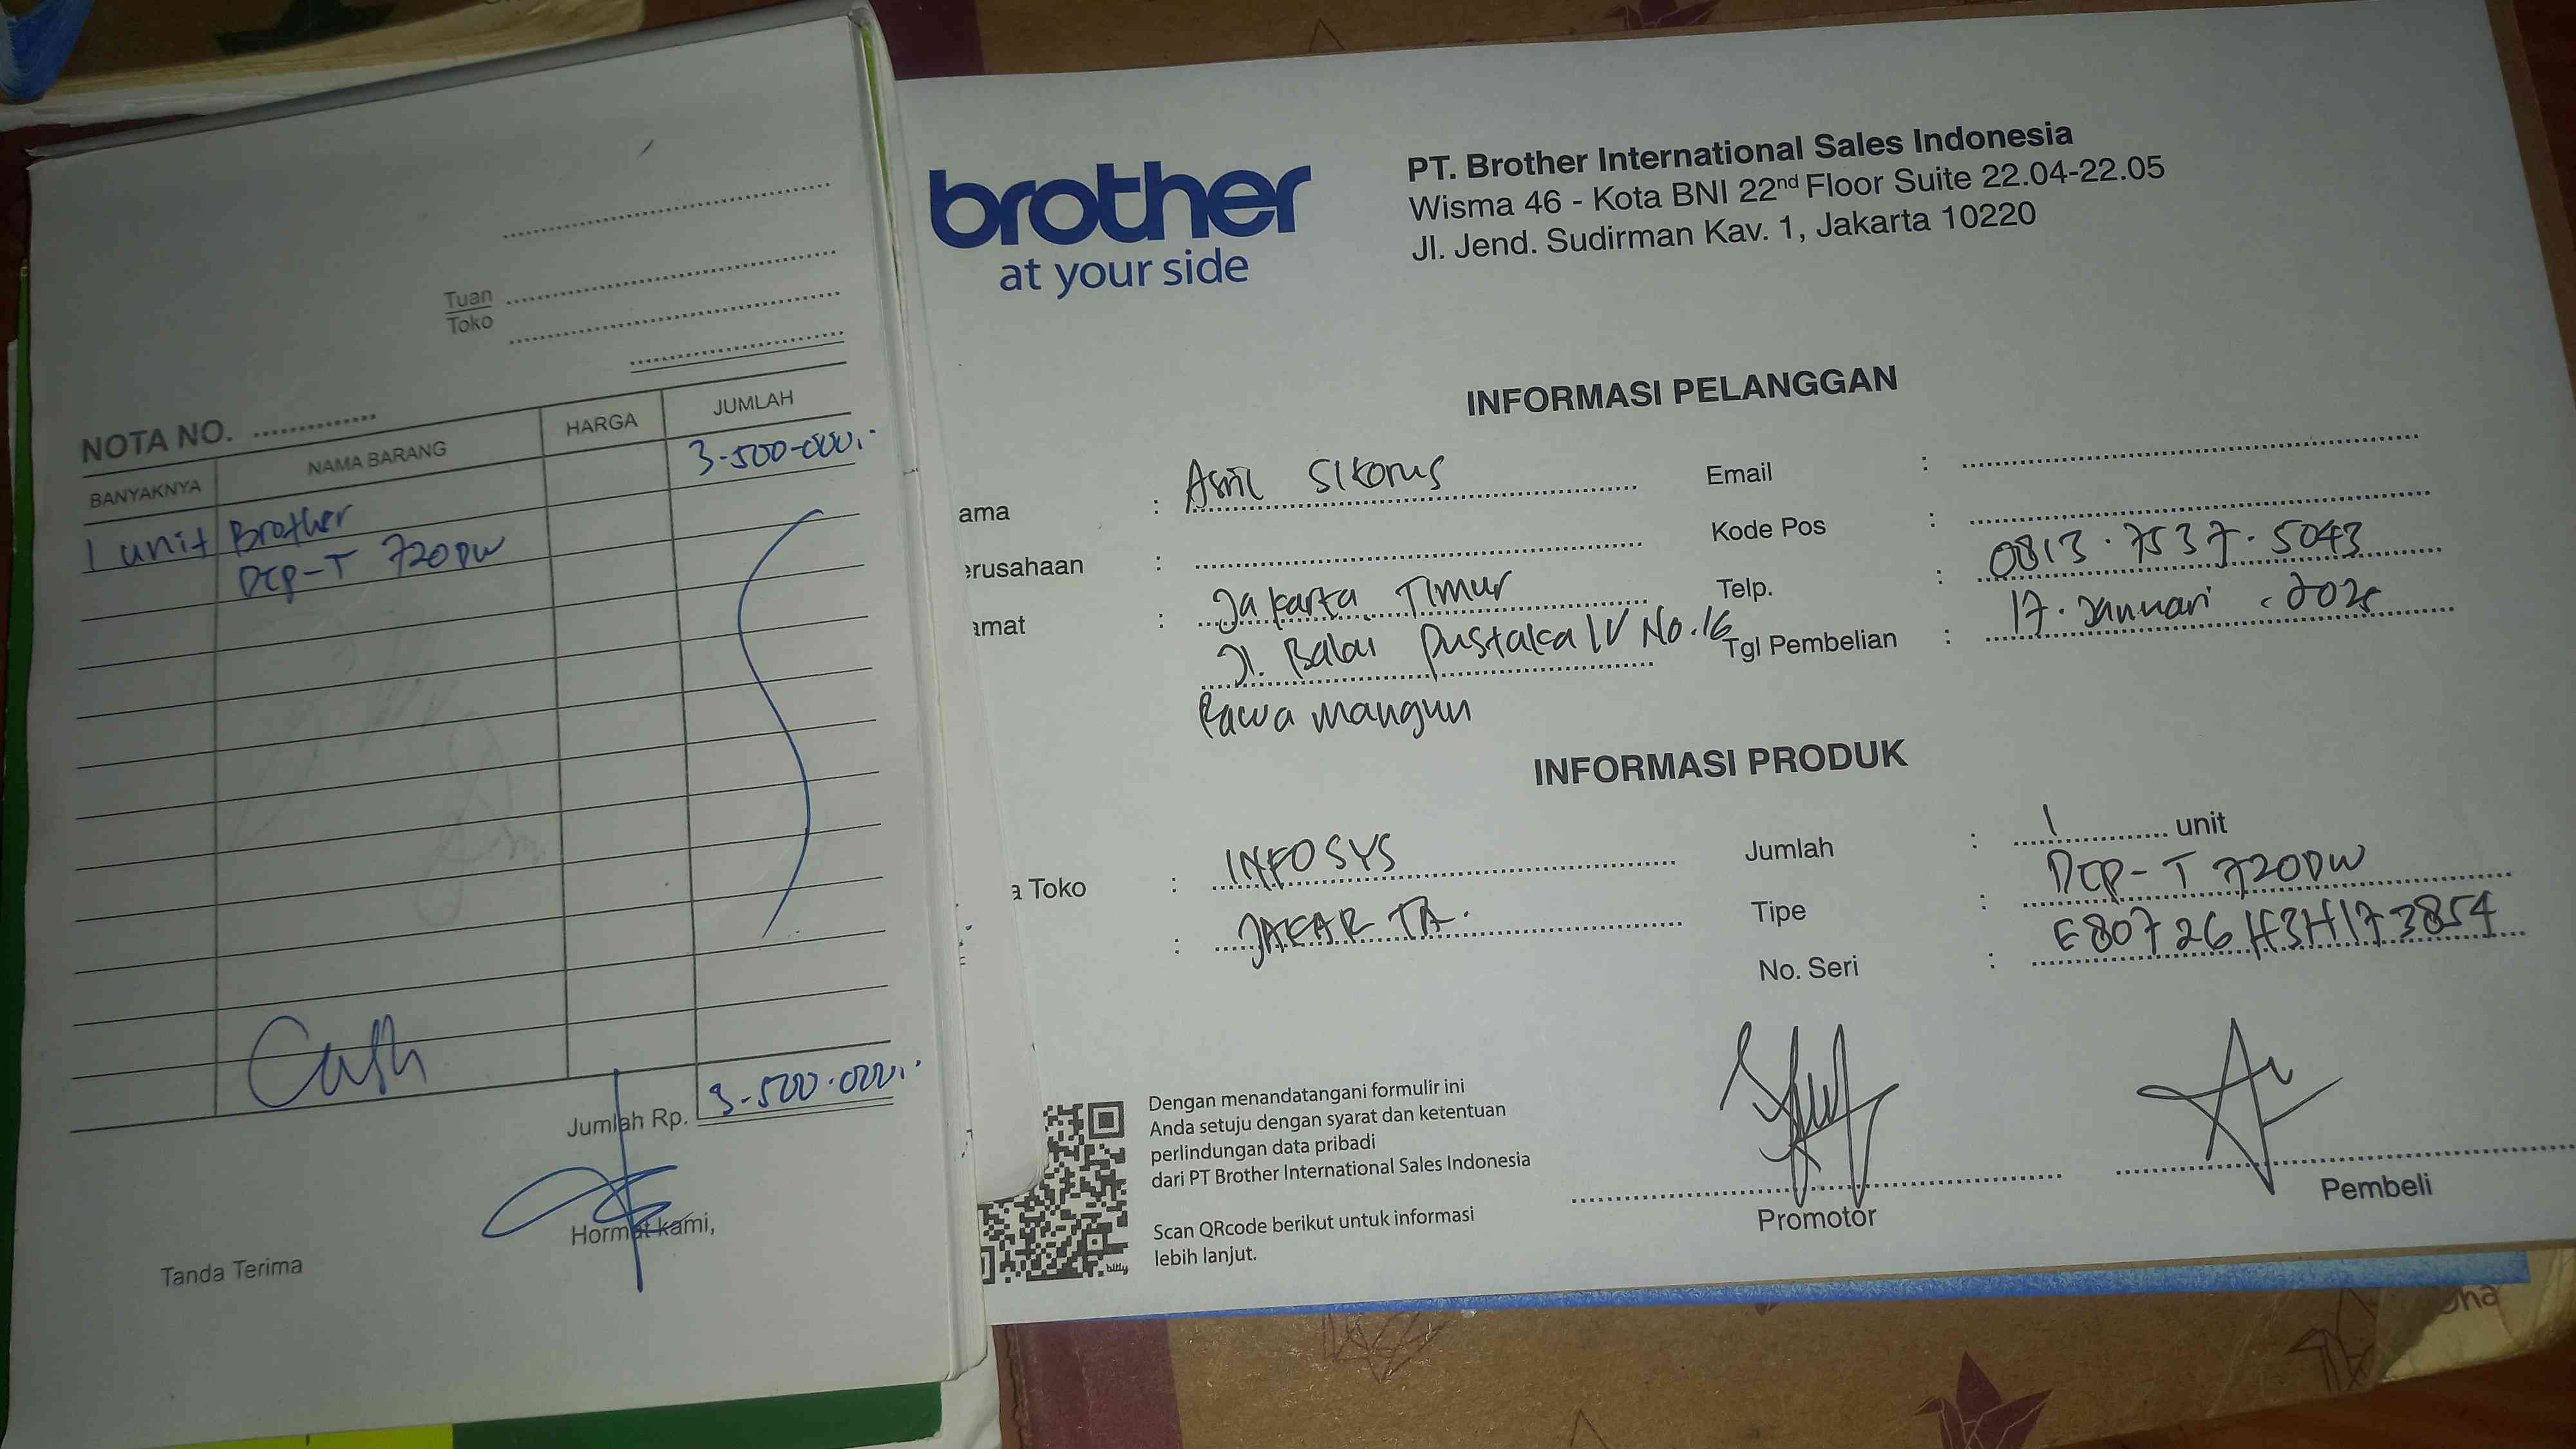 Tuan
Toko
NOTA NO. ..............
BANYAKNYA NAMA BARANG HARGA JUMLAH
1 unit Brother 3-500-000,-
DCP-T 720DW
Cash
Jumlah Rp. 3-500.000,-
Tanda Terima Hormat kami,
brother
at your side
PT. Brother International Sales Indonesia
Wisma 46 - Kota BNI 22nd Floor Suite 22.04-22.05
Jl. Jend. Sudirman Kav. 1, Jakarta 10220
INFORMASI PELANGGAN
ama :
erusahaan :
amat : Jakarta Timur
Jl. Balai Pustaka IV No.16
Rawa Mangun
Email :
Kode Pos :
Telp. : 0813.7537.5043
Tgl Pembelian : 17. Januari
INFORMASI PRODUK
a Toko : INFOSYS
: JAKARTA.
Jumlah : 1 unit
Tipe : DCP-T 720DW
No. Seri : E80726H3H173854
Dengan menandatangani formulir ini
Anda setuju dengan syarat dan ketentuan
perlindungan data pribadi
dari PT Brother International Sales Indonesia
Scan QRcode berikut untuk informasi
lebih lanjut.
bitly
Promotor
Pembeli